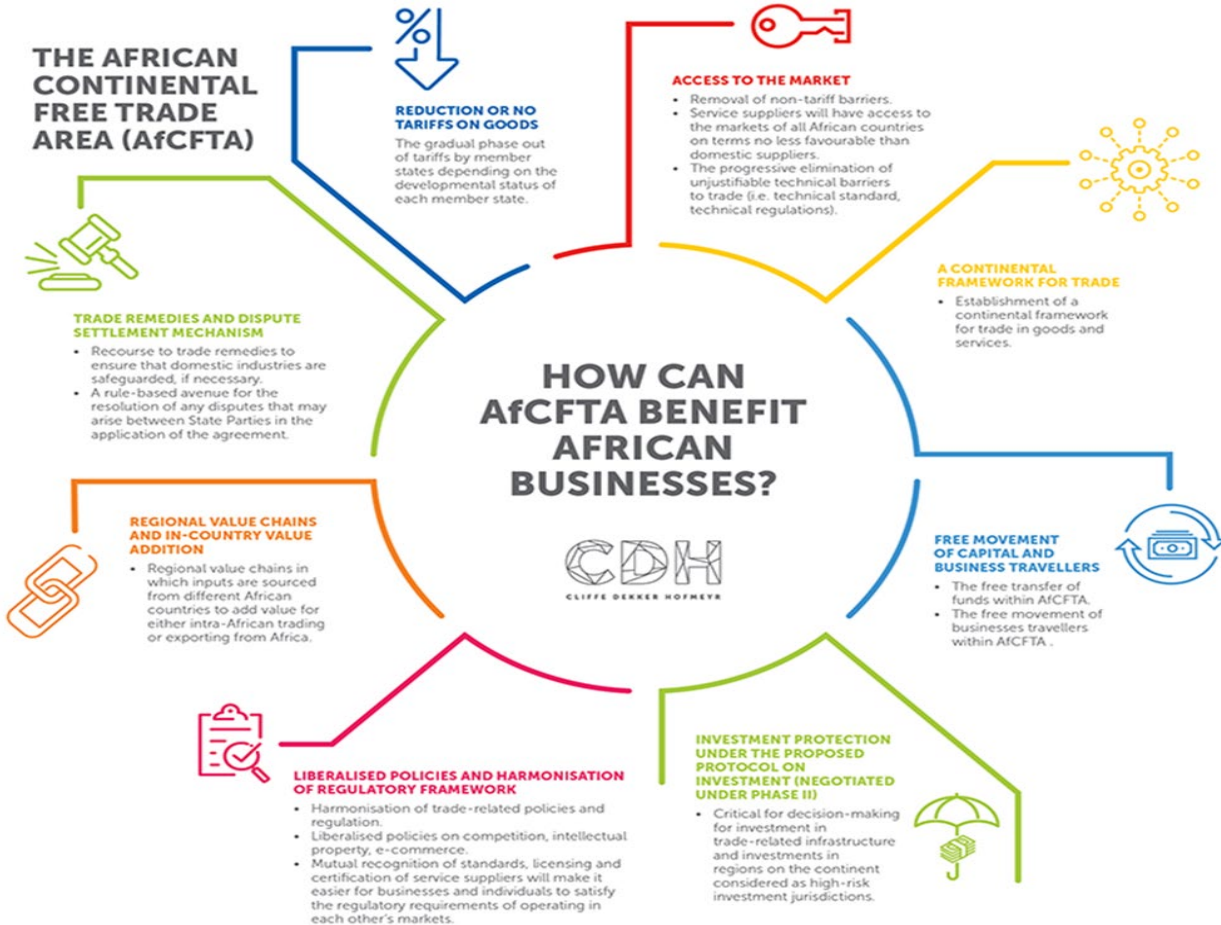 THE AFRICAN
CONTINENTAL
FREE TRADE
AREA (AfCFTA)
REDUCTION OR NO
TARIFFS ON GOODS
The gradual phase out
of tariffs by member
states depending on the
developmental status of
each member state.
ACCESS TO THE MARKET
• Removal of non-tariff barriers.
• Service suppliers will have access to
the markets of all African countries
on terms no less favourable than
domestic suppliers.
• The progressive elimination of
unjustifiable technical barriers
to trade (i.e. technical standard,
technical regulations).
A CONTINENTAL
FRAMEWORK FOR TRADE
• Establishment of a
continental framework
for trade in goods and
services.
TRADE REMEDIES AND DISPUTE
SETTLEMENT MECHANISM
• Recourse to trade remedies to
ensure that domestic industries are
safeguarded, if necessary.
• A rule-based avenue for the
resolution of any disputes that may
arise between State Parties in the
application of the agreement.
HOW CAN
AfCFTA BENEFIT
AFRICAN
BUSINESSES?
CDH
CLIFFE DEKKER HOFMEYR
REGIONAL VALUE CHAINS
AND IN-COUNTRY VALUE
ADDITION
• Regional value chains in
which inputs are sourced
from different African
countries to add value for
either intra-African trading
or exporting from Africa.
FREE MOVEMENT
OF CAPITAL AND
BUSINESS TRAVELLERS
• The free transfer of
funds within AfCFTA.
• The free movement of
businesses travellers
within AfCFTA .
LIBERALISED POLICIES AND HARMONISATION
OF REGULATORY FRAMEWORK
• Harmonisation of trade-related policies and
regulation.
• Liberalised policies on competition, intellectual
property, e-commerce.
• Mutual recognition of standards, licensing and
certification of service suppliers will make it
easier for businesses and individuals to satisfy
the regulatory requirements of operating in
each other's markets.
INVESTMENT PROTECTION
UNDER THE PROPOSED
PROTOCOL ON
INVESTMENT (NEGOTIATED
UNDER PHASE II)
• Critical for decision-making
for investment in
trade-related infrastructure
and investments in
regions on the continent
considered as high-risk
investment jurisdictions.